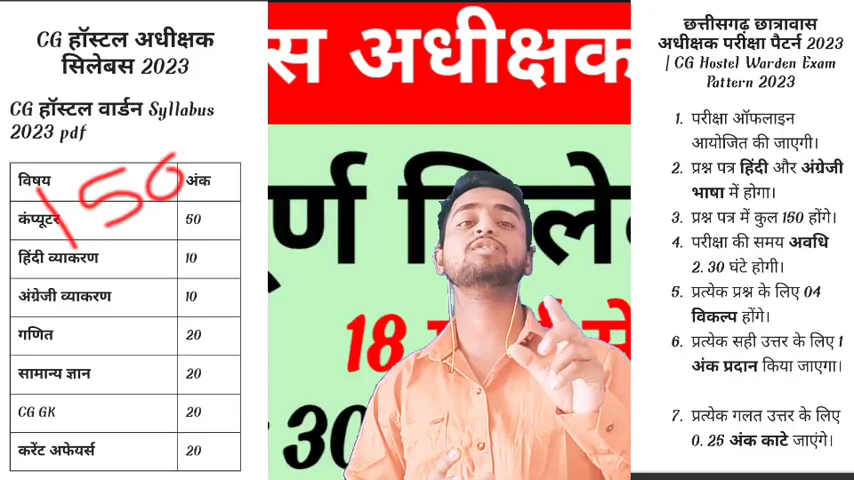 CG हॉस्टल अधीक्षक
सिलेबस 2023
CG हॉस्टल वार्डन Syllabus
2023 pdf
विषय अंक
150
कंप्यूटर 50
हिंदी व्याकरण 10
अंग्रेजी व्याकरण 10
गणित 20
सामान्य ज्ञान 20
CG GK 20
करेंट अफेयर्स 20
स अधीक्षक
18
30
छत्तीसगढ़ छात्रावास
अधीक्षक परीक्षा पैटर्न 2023
| CG Hostel Warden Exam
Pattern 2023
1. परीक्षा ऑफलाइन
आयोजित की जाएगी।
2. प्रश्न पत्र हिंदी और अंग्रेजी
भाषा में होगा।
3. प्रश्न पत्र में कुल 150 होंगे।
4. परीक्षा की समय अवधि
2.30 घंटे होगी।
5. प्रत्येक प्रश्न के लिए 04
विकल्प होंगे।
6. प्रत्येक सही उत्तर के लिए 1
अंक प्रदान किया जाएगा।
7. प्रत्येक गलत उत्तर के लिए
0.25 अंक काटे जाएंगे।